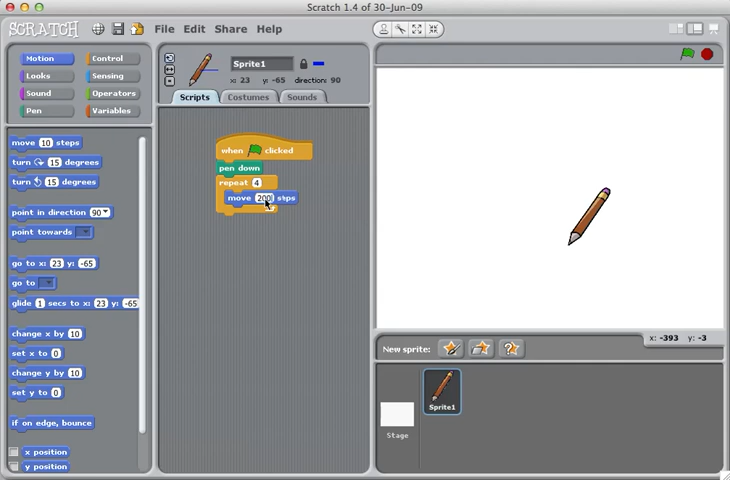 Scratch 1.4 of 30-Jun-09
SCRATCH File Edit Share Help
Motion Control
Looks Sensing
Sound Operators
Pen Variables
Sprite1
x: 23 y: -65 direction: 90
Scripts Costumes Sounds
move 10 steps
turn 15 degrees
turn 15 degrees
point in direction 90
point towards
go to x: 23 y: -65
go to
glide 1 secs to x: 23 y: -65
change x by 10
set x to 0
change y by 10
set y to 0
if on edge, bounce
x position
y position
when clicked
pen down
repeat 4
move 200 steps
x: -393 y: -3
New sprite:
Sprite1
Stage